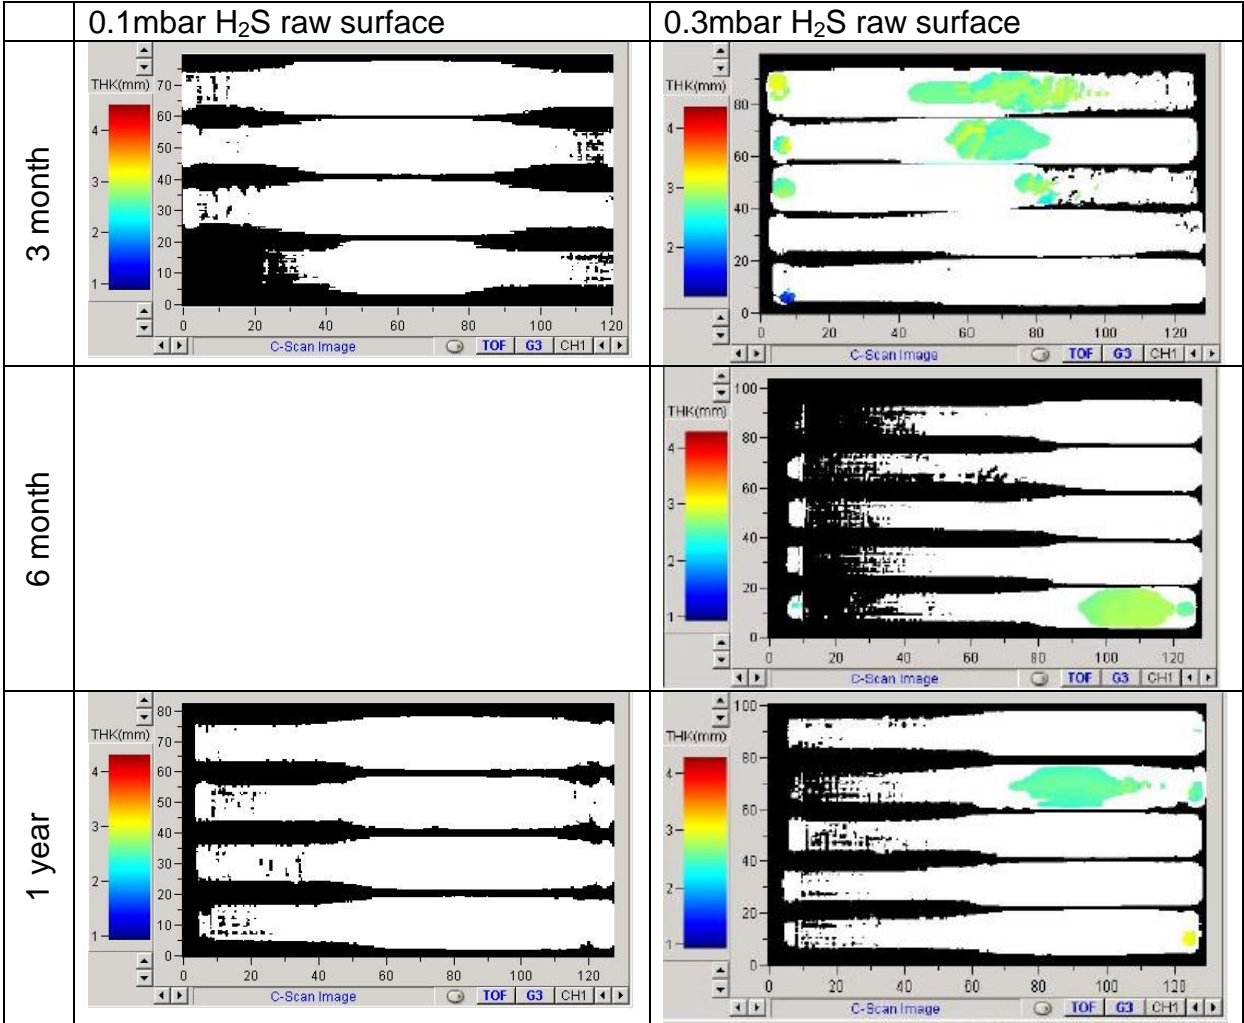 0.1mbar H₂S raw surface
0.3mbar H₂S raw surface
3 month
THK(mm)
4
3
2
1
70
60
50
40
30
20
10
0
0 20 40 60 80 100 120
C-Scan Image TOF G3 CH1
THK(mm)
4
3
2
80
60
40
20
0
0 20 40 60 80 100 120
C-Scan Image TOF G3 CH1
6 month
THK(mm)
4
3
2
1
100
80
60
40
20
0
0 20 40 60 80 100 120
C-Scan Image TOF G3 CH1
1 year
THK(mm)
4
3
2
1
80
70
60
50
40
30
20
10
0
0 20 40 60 80 100 120
C-Scan Image TOF G3 CH1
THK(mm)
4
3
2
1
100
80
60
40
20
0
0 20 40 60 80 100 120
C-Scan Image TOF G3 CH1